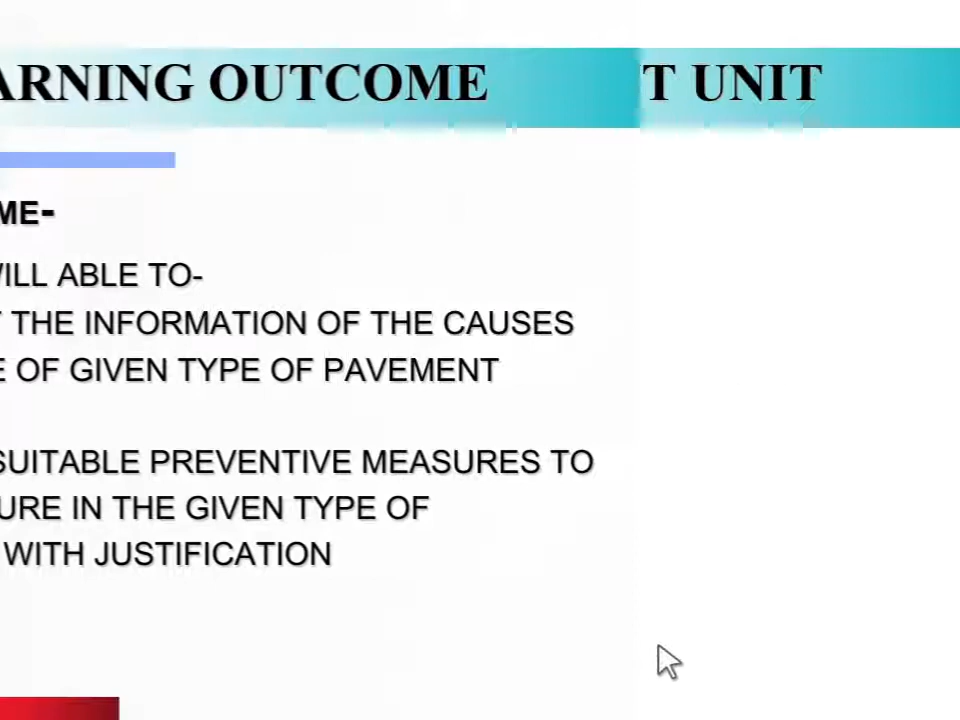 ARNING OUTCOME T UNIT
ME-
WILL ABLE TO-
THE INFORMATION OF THE CAUSES
E OF GIVEN TYPE OF PAVEMENT
SUITABLE PREVENTIVE MEASURES TO
URE IN THE GIVEN TYPE OF
WITH JUSTIFICATION